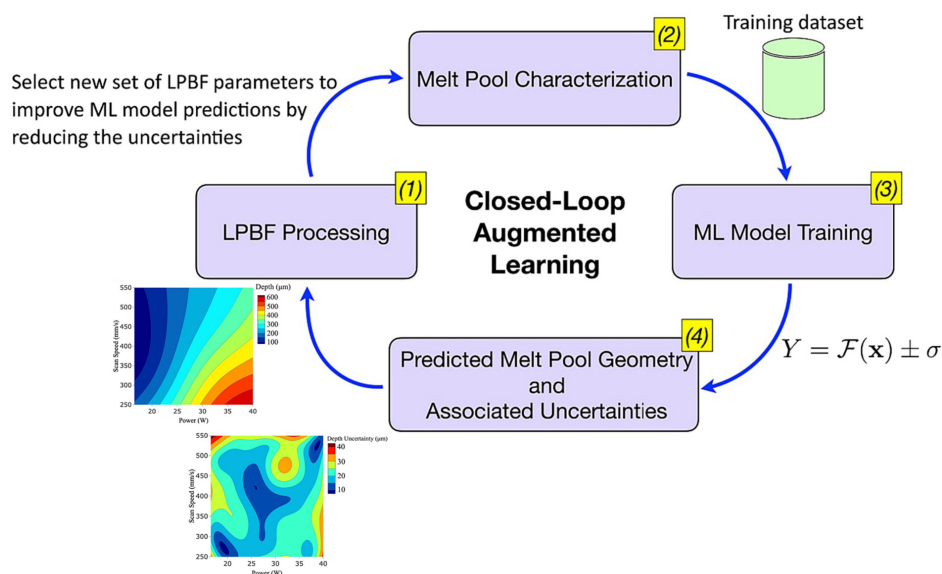 Training dataset
(2)
Melt Pool Characterization
Select new set of LPBF parameters to
improve ML model predictions by
reducing the uncertainties
(1)
LPBF Processing
Closed-Loop
Augmented
Learning
(3)
ML Model Training
(4)
Predicted Melt Pool Geometry
and
Associated Uncertainties
Y = F(x) ± σ
Depth (μm)
600
500
400
300
200
100
Scan Speed (mm/s)
550
500
450
400
350
300
250
20 25 30 35 40
Power (W)
Depth Uncertainty (μm)
40
30
20
10
Scan Speed (mm/s)
550
500
450
400
350
300
250
20 25 30 35 40
Power (W)